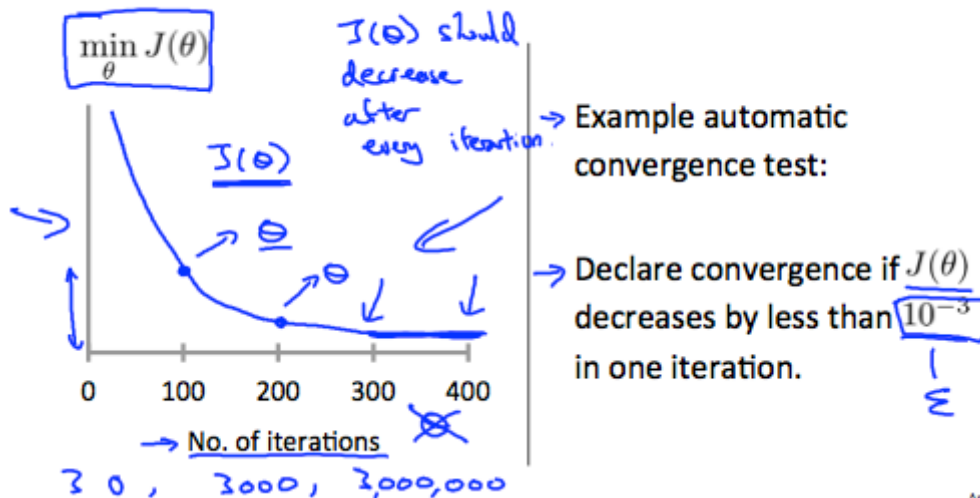 min J(θ)
θ
J(θ) should
decrease
after
every iteration.
J(θ)
θ
θ
0 100 200 300 400
→ No. of iterations θ
30, 3000, 3,000,000
→ Example automatic
convergence test:
→ Declare convergence if J(θ)
decreases by less than 10⁻³
in one iteration.
ε